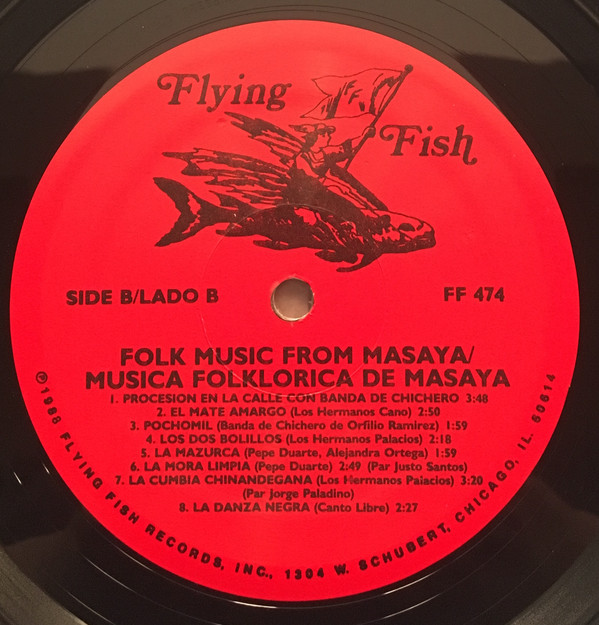 Flying
Fish
SIDE B/LADO B
FF 474
FOLK MUSIC FROM MASAYA/
MUSICA FOLKLORICA DE MASAYA
1. PROCESION EN LA CALLE CON BANDA DE CHICHERO 3:48
2. EL MATE AMARGO (Los Hermanos Cano) 2:50
3. POCHOMIL (Banda de Chichero de Orfilio Ramirez) 1:59
4. LOS DOS BOLILLOS (Los Hermanos Palacios) 2:18
5. LA MAZURCA (Pepe Duarte, Alejandra Ortega) 1:59
6. LA MORA LIMPIA (Pepe Duarte) 2:49 (Par Justo Santos)
7. LA CUMBIA CHINANDEGANA (Los Hermanos Palacios) 3:20
(Par Jorge Paladino)
8. LA DANZA NEGRA (Canto Libre) 2:27
℗1988 FLYING FISH RECORDS, INC., 1304 W. SCHUBERT, CHICAGO, IL. 60614